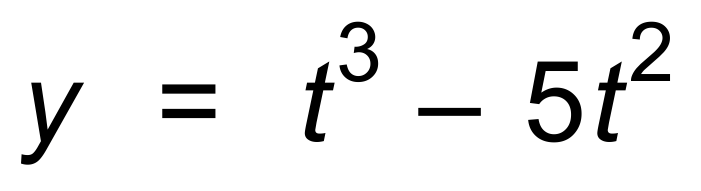 y = t³ – 5t²